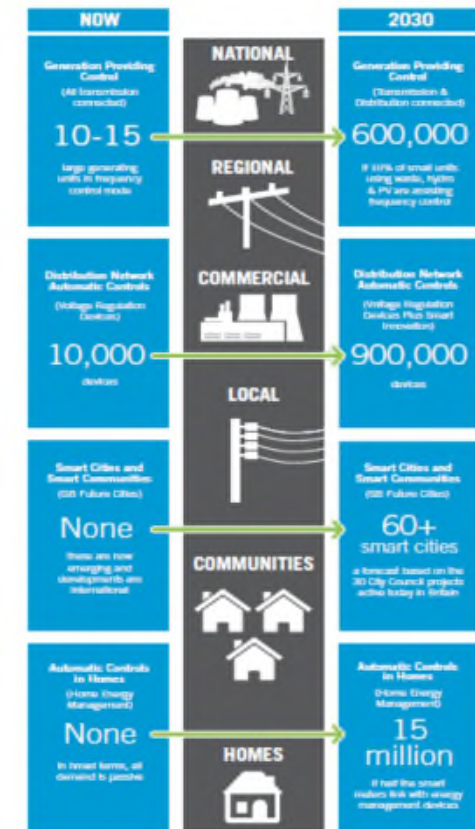 NOW
Generation Providing
Control
(All transmission
connected)
10-15
large generating
units in frequency
control mode
Distribution Network
Automatic Controls
(Voltage Regulation
Devices)
10,000
devices
Smart Cities and
Smart Communities
(GB Future Cities)
None
These are now
emerging and
developments are
international
Automatic Controls
in Homes
(Home Energy
Management)
None
In broad terms, all
demand is passive
NATIONAL
REGIONAL
COMMERCIAL
LOCAL
COMMUNITIES
HOMES
2030
Generation Providing
Control
(Transmission &
Distribution connected)
600,000
If 10% of small units
using waste, hydro
& PV are assisting
frequency control
Distribution Network
Automatic Controls
(Voltage Regulation
Devices Plus Smart
Innovation)
900,000
devices
Smart Cities and
Smart Communities
(GB Future Cities)
60+
smart cities
a forecast based on the
30 City Council projects
active today in Britain
Automatic Controls
in Homes
(Home Energy
Management)
15
million
If half the smart
meters link with energy
management devices